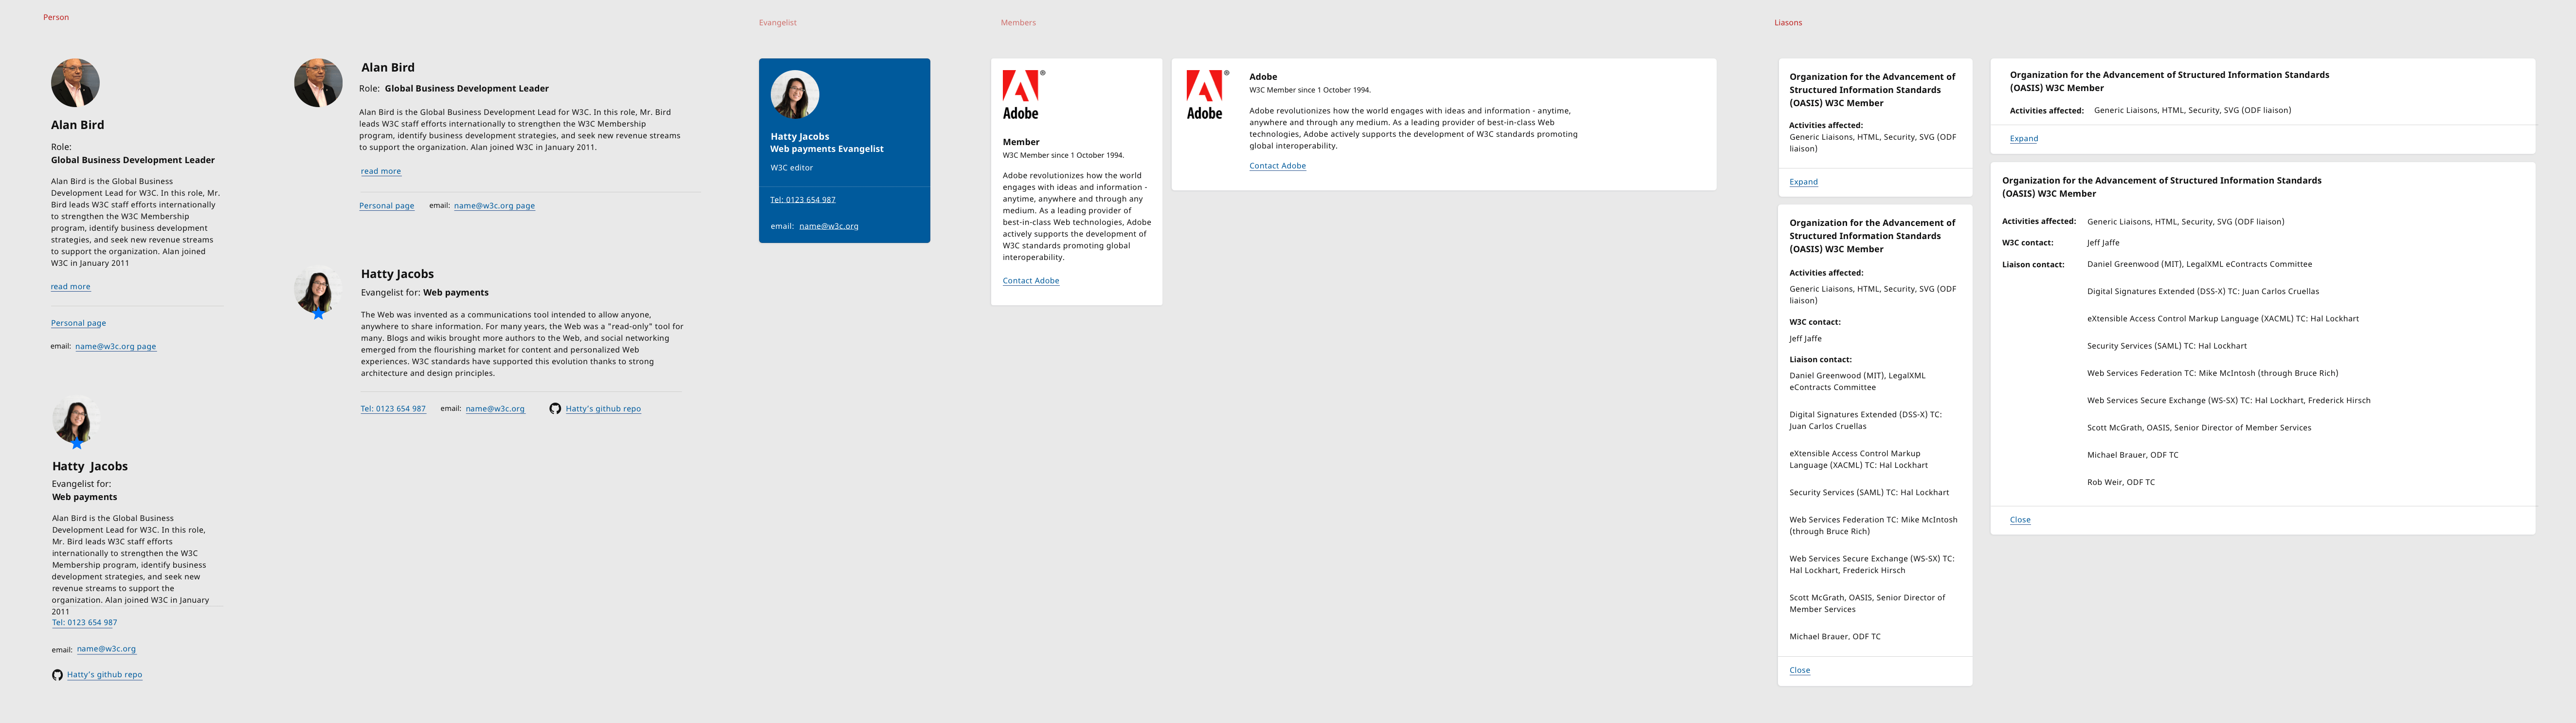 Person
Alan Bird
Role:
Global Business Development Leader
Alan Bird is the Global Business
Development Lead for W3C. In this role, Mr.
Bird leads W3C staff efforts internationally
to strengthen the W3C Membership
program, identify business development
strategies, and seek new revenue streams
to support the organization. Alan joined
W3C in January 2011
read more
Personal page
email: name@w3c.org page
Hatty Jacobs
Evangelist for:
Web payments
Alan Bird is the Global Business
Development Lead for W3C. In this role,
Mr. Bird leads W3C staff efforts
internationally to strengthen the W3C
Membership program, identify business
development strategies, and seek new
revenue streams to support the
organization. Alan joined W3C in January
2011
Tel: 0123 654 987
email: name@w3c.org
Hatty's github repo
Alan Bird
Role: Global Business Development Leader
Alan Bird is the Global Business Development Lead for W3C. In this role, Mr. Bird
leads W3C staff efforts internationally to strengthen the W3C Membership
program, identify business development strategies, and seek new revenue streams
to support the organization. Alan joined W3C in January 2011.
read more
Personal page email: name@w3c.org page
Hatty Jacobs
Evangelist for: Web payments
The Web was invented as a communications tool intended to allow anyone,
anywhere to share information. For many years, the Web was a "read-only" tool for
many. Blogs and wikis brought more authors to the Web, and social networking
emerged from the flourishing market for content and personalized Web
experiences. W3C standards have supported this evolution thanks to strong
architecture and design principles.
Tel: 0123 654 987 email: name@w3c.org Hatty's github repo
Evangelist
Hatty Jacobs
Web payments Evangelist
W3C editor
Tel: 0123 654 987
email: name@w3c.org
Members
Adobe
®
Member
W3C Member since 1 October 1994.
Adobe revolutionizes how the world
engages with ideas and information -
anytime, anywhere and through any
medium. As a leading provider of
best-in-class Web technologies, Adobe
actively supports the development of
W3C standards promoting global
interoperability.
Contact Adobe
Adobe
®
Adobe
W3C Member since 1 October 1994.
Adobe revolutionizes how the world engages with ideas and information - anytime,
anywhere and through any medium. As a leading provider of best-in-class Web
technologies, Adobe actively supports the development of W3C standards promoting
global interoperability.
Contact Adobe
Liasons
Organization for the Advancement of
Structured Information Standards
(OASIS) W3C Member
Activities affected:
Generic Liaisons, HTML, Security, SVG (ODF
liaison)
Expand
Organization for the Advancement of
Structured Information Standards
(OASIS) W3C Member
Activities affected:
Generic Liaisons, HTML, Security, SVG (ODF
liaison)
W3C contact:
Jeff Jaffe
Liaison contact:
Daniel Greenwood (MIT), LegalXML
eContracts Committee
Digital Signatures Extended (DSS-X) TC:
Juan Carlos Cruellas
eXtensible Access Control Markup
Language (XACML) TC: Hal Lockhart
Security Services (SAML) TC: Hal Lockhart
Web Services Federation TC: Mike McIntosh
(through Bruce Rich)
Web Services Secure Exchange (WS-SX) TC:
Hal Lockhart, Frederick Hirsch
Scott McGrath, OASIS, Senior Director of
Member Services
Michael Brauer, ODF TC
Close
Organization for the Advancement of Structured Information Standards
(OASIS) W3C Member
Activities affected: Generic Liaisons, HTML, Security, SVG (ODF liaison)
Expand
Organization for the Advancement of Structured Information Standards
(OASIS) W3C Member
Activities affected: Generic Liaisons, HTML, Security, SVG (ODF liaison)
W3C contact: Jeff Jaffe
Liaison contact: Daniel Greenwood (MIT), LegalXML eContracts Committee
Digital Signatures Extended (DSS-X) TC: Juan Carlos Cruellas
eXtensible Access Control Markup Language (XACML) TC: Hal Lockhart
Security Services (SAML) TC: Hal Lockhart
Web Services Federation TC: Mike McIntosh (through Bruce Rich)
Web Services Secure Exchange (WS-SX) TC: Hal Lockhart, Frederick Hirsch
Scott McGrath, OASIS, Senior Director of Member Services
Michael Brauer, ODF TC
Rob Weir, ODF TC
Close